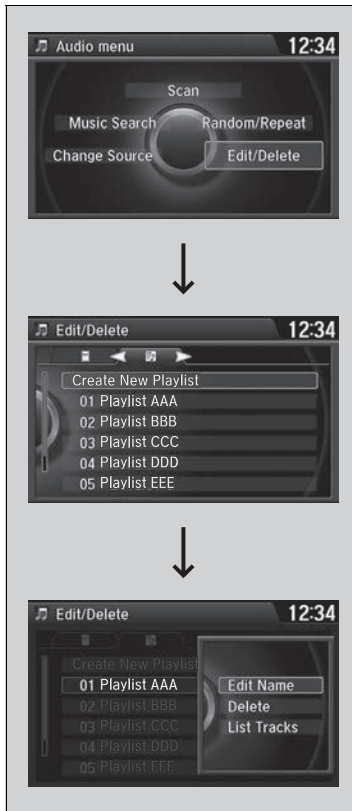 Audio menu 12:34
Scan
Music Search Random/Repeat
Change Source Edit/Delete
Edit/Delete 12:34
Create New Playlist
01 Playlist AAA
02 Playlist BBB
03 Playlist CCC
04 Playlist DDD
05 Playlist EEE
Edit/Delete 12:34
Create New Playlist
01 Playlist AAA Edit Name
02 Playlist BBB Delete
03 Playlist CCC List Tracks
04 Playlist DDD
05 Playlist EEE